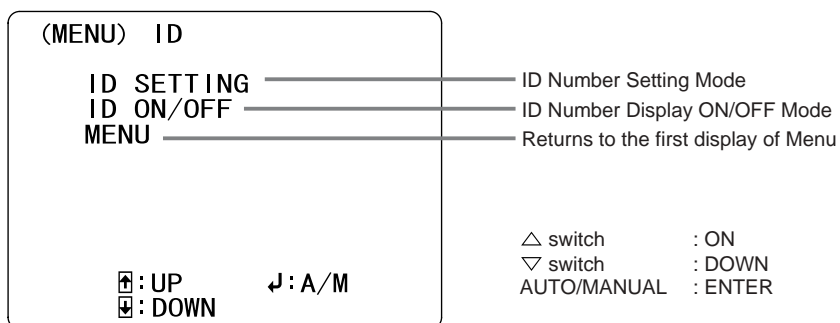 (MENU) ID
ID SETTING
ID ON/OFF
MENU
ID Number Setting Mode
ID Number Display ON/OFF Mode
Returns to the first display of Menu
↑:UP ↲:A/M
↓:DOWN
△ switch : ON
▽ switch : DOWN
AUTO/MANUAL : ENTER